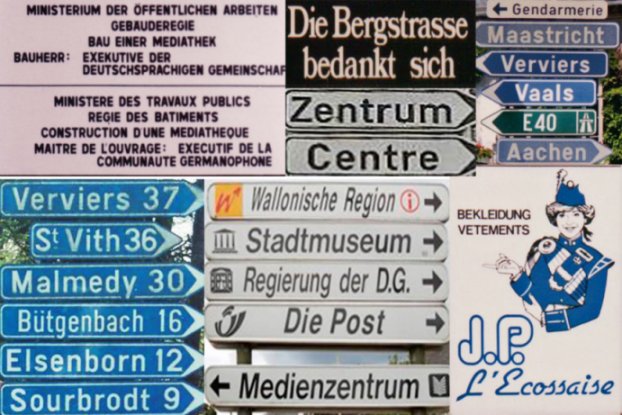 MINISTERIUM DER ÖFFENTLICHEN ARBEITEN
GEBÄUDEREGIE
BAU EINER MEDIATHEK
BAUHERR: EXEKUTIVE DER
DEUTSCHSPRACHIGEN GEMEINSCHAF
MINISTERE DES TRAVAUX PUBLICS
REGIE DES BATIMENTS
CONSTRUCTION D'UNE MEDIATHEQUE
MAITRE DE L'OUVRAGE: EXECUTIF DE LA
COMMUNAUTE GERMANOPHONE
Die Bergstrasse
bedankt sich
Zentrum
Centre
Gendarmerie
Maastricht
Verviers
Vaals
E40
Aachen
Verviers 37
St Vith 36
Malmedy 30
Bütgenbach 16
Elsenborn 12
Sourbrodt 9
Wallonische Region i
Stadtmuseum
Regierung der D.G.
Die Post
Medienzentrum
BEKLEIDUNG
VETEMENTS
J.P.
L'Ecossaise